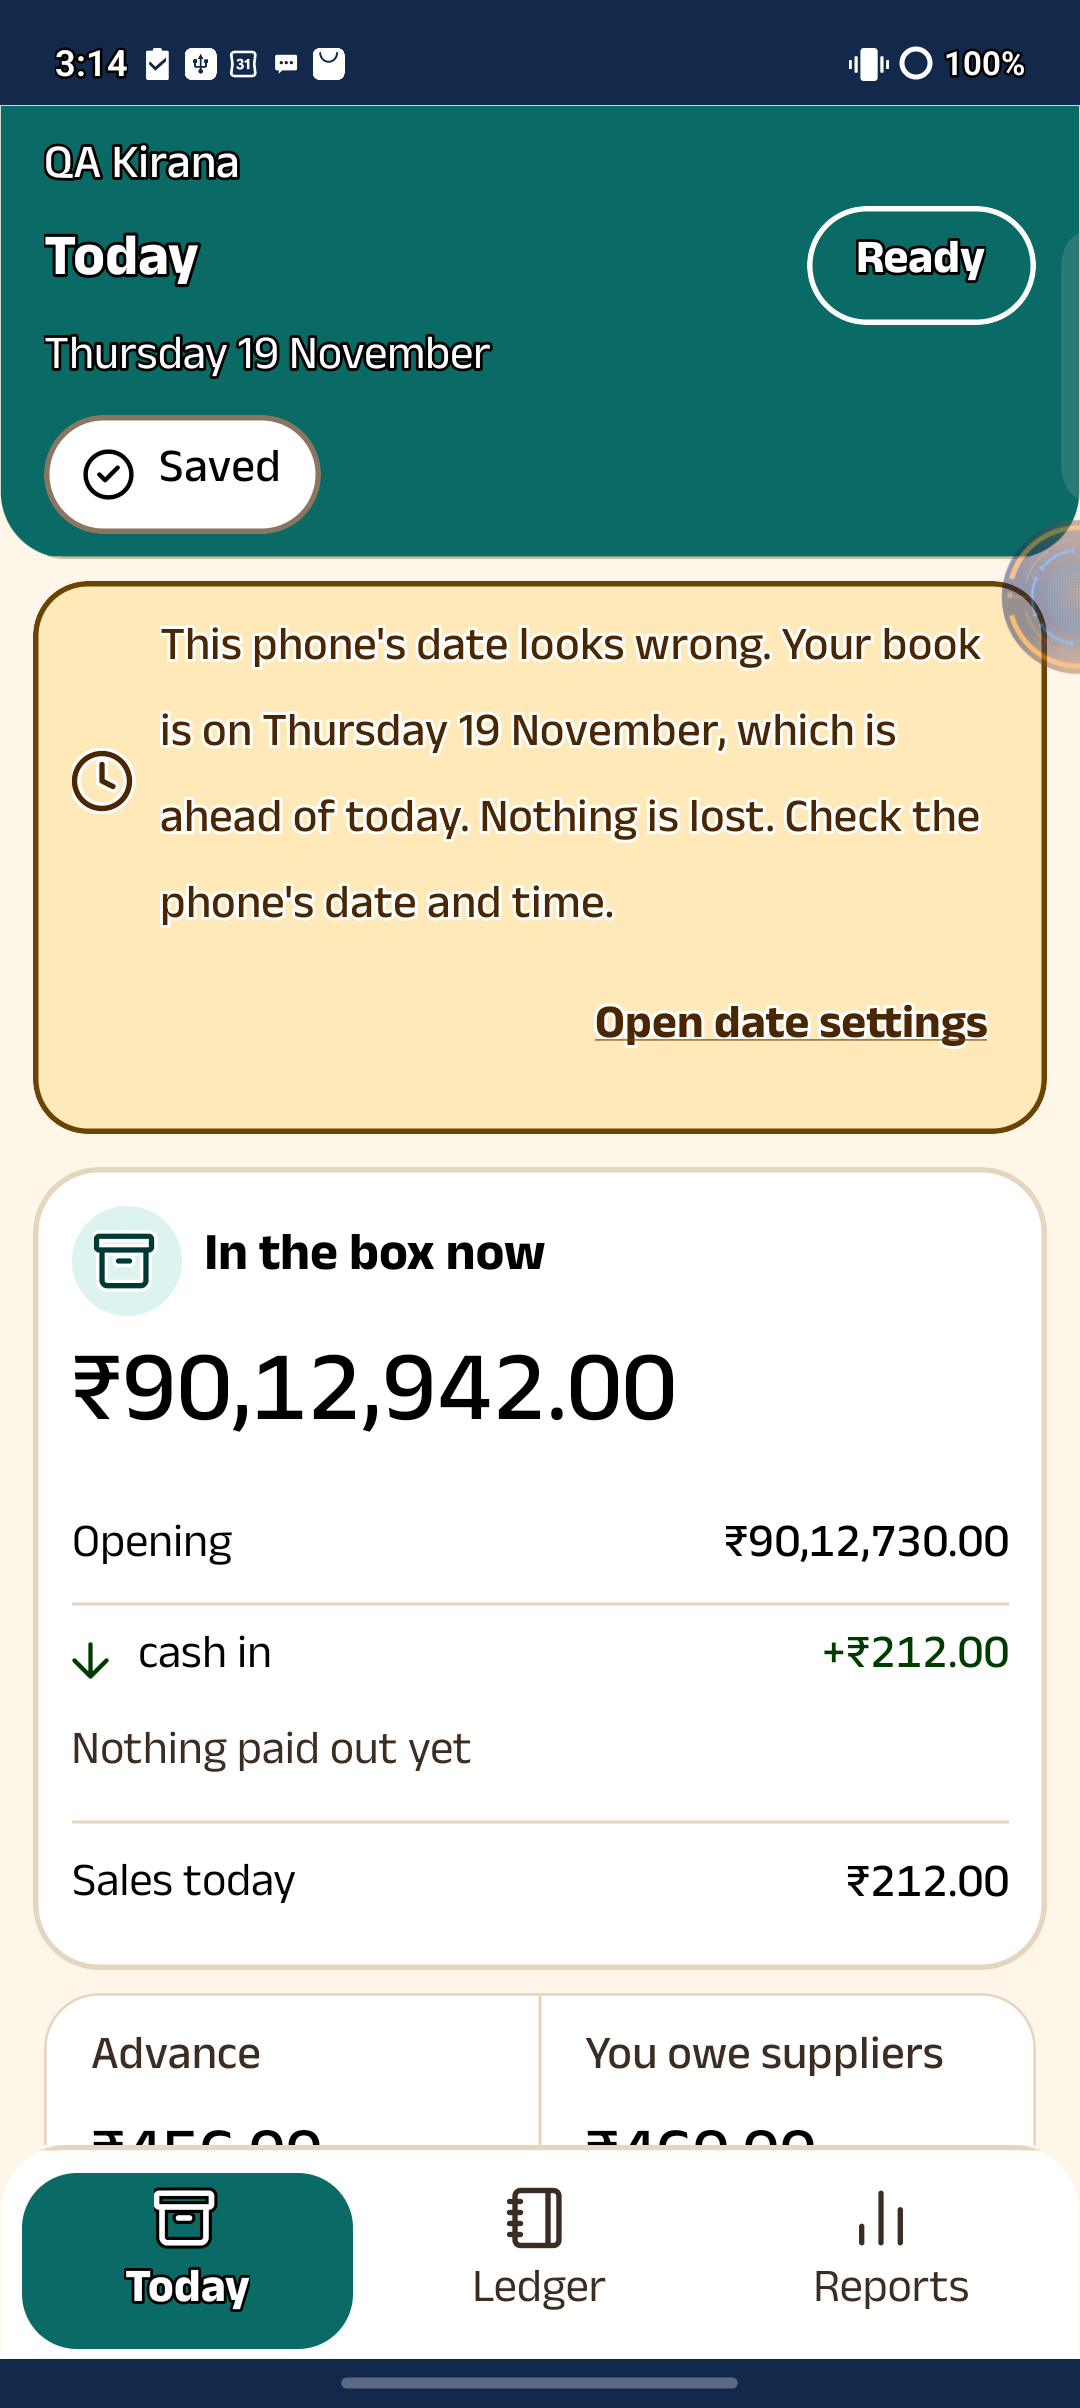 3:14
31
100%
QA Kirana
Today
Ready
Thursday 19 November
Saved
This phone's date looks wrong. Your book
is on Thursday 19 November, which is
ahead of today. Nothing is lost. Check the
phone's date and time.
Open date settings
In the box now
₹90,12,942.00
Opening ₹90,12,730.00
cash in +₹212.00
Nothing paid out yet
Sales today ₹212.00
Advance You owe suppliers
Today Ledger Reports